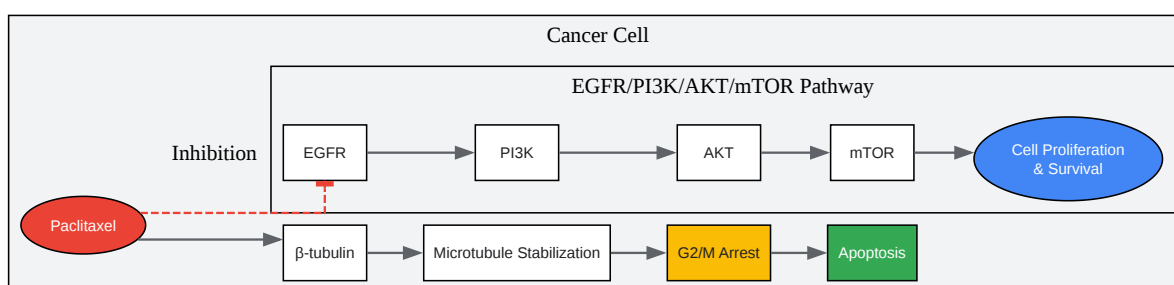 Cancer Cell
EGFR/PI3K/AKT/mTOR Pathway
Inhibition
EGFR
PI3K
AKT
mTOR
Cell Proliferation
& Survival
Paclitaxel
β-tubulin
Microtubule Stabilization
G2/M Arrest
Apoptosis